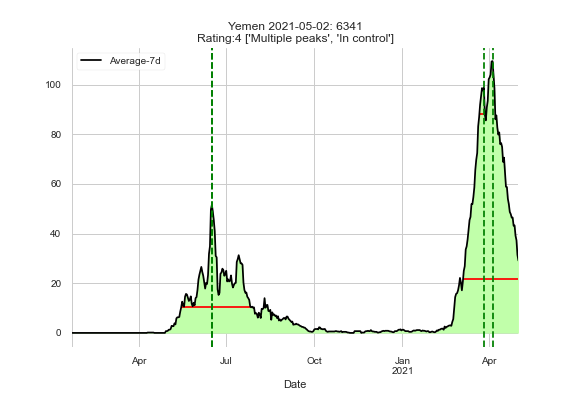 Yemen 2021-05-02: 6341
Rating:4 ['Multiple peaks', 'In control']
Average-7d
100
80
60
40
20
0
Apr Jul Oct Jan Apr
2021
Date